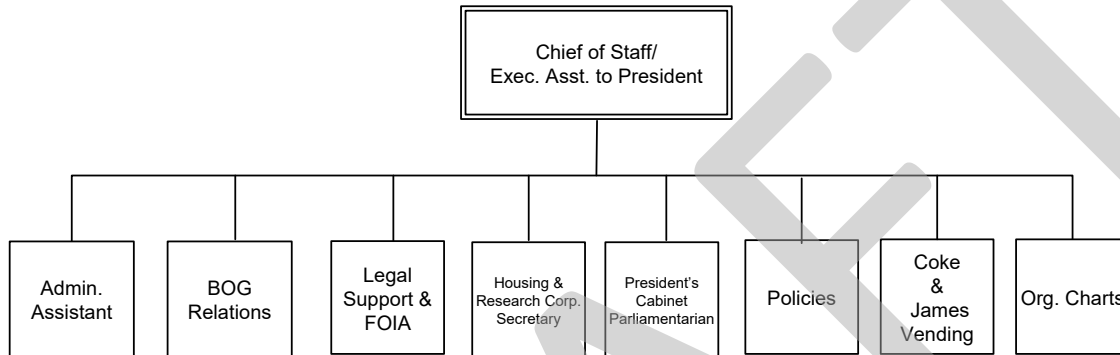 Chief of Staff/
Exec. Asst. to President
Admin.
Assistant
BOG
Relations
Legal
Support &
FOIA
Housing &
Research Corp.
Secretary
President's
Cabinet
Parliamentarian
Policies
Coke
&
James
Vending
Org. Charts